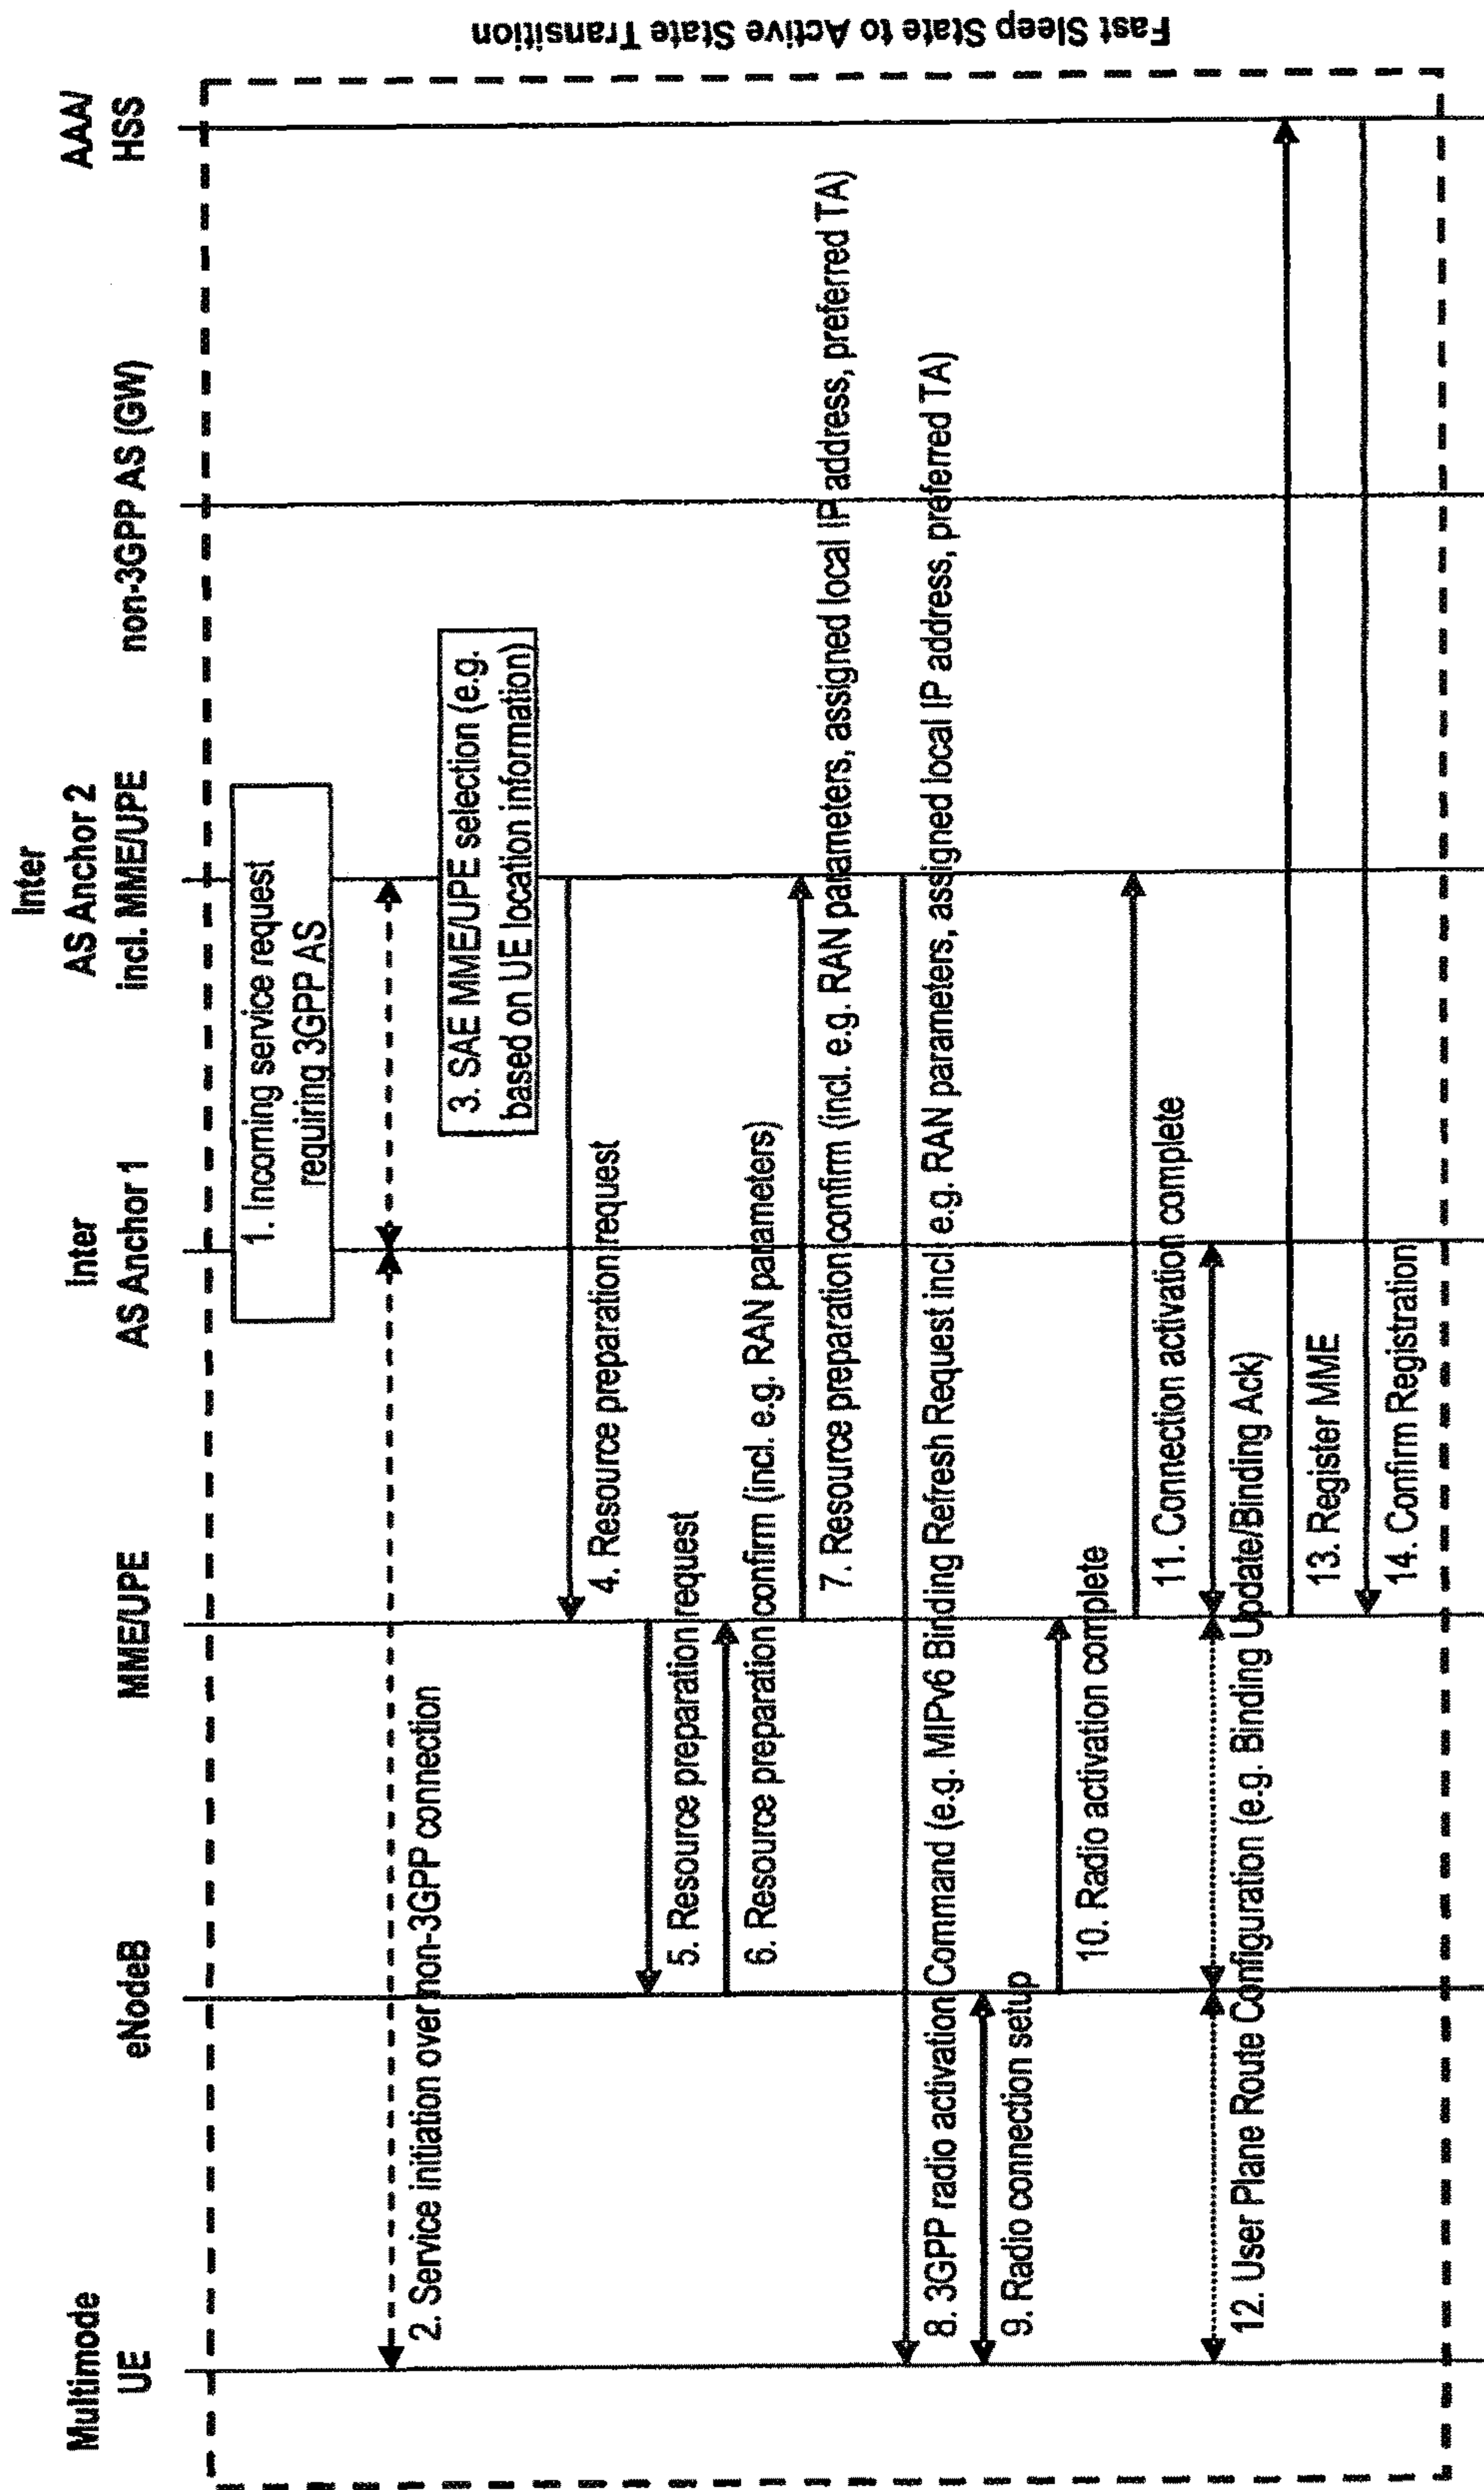 Multimode
UE
eNodeB
MME/UPE
Inter
AS Anchor 1
Inter
AS Anchor 2
incl. MME/UPE
non-3GPP AS (GW)
AAA/
HSS
1. Incoming service request
requiring 3GPP AS
2. Service initiation over non-3GPP connection
3. SAE MME/UPE selection (e.g.
based on UE location information)
4. Resource preparation request
5. Resource preparation request
6. Resource preparation confirm (incl. e.g. RAN parameters)
7. Resource preparation confirm (incl. e.g. RAN parameters, assigned local IP address, preferred TA)
8. 3GPP radio activation Command (e.g. MIPv6 Binding Refresh Request incl. e.g. RAN parameters, assigned local IP address, preferred TA)
9. Radio connection setup
10. Radio activation complete
11. Connection activation complete
12. User Plane Route Configuration (e.g. Binding Update/Binding Ack)
13. Register MME
14. Confirm Registration
Fast Sleep State to Active State Transition